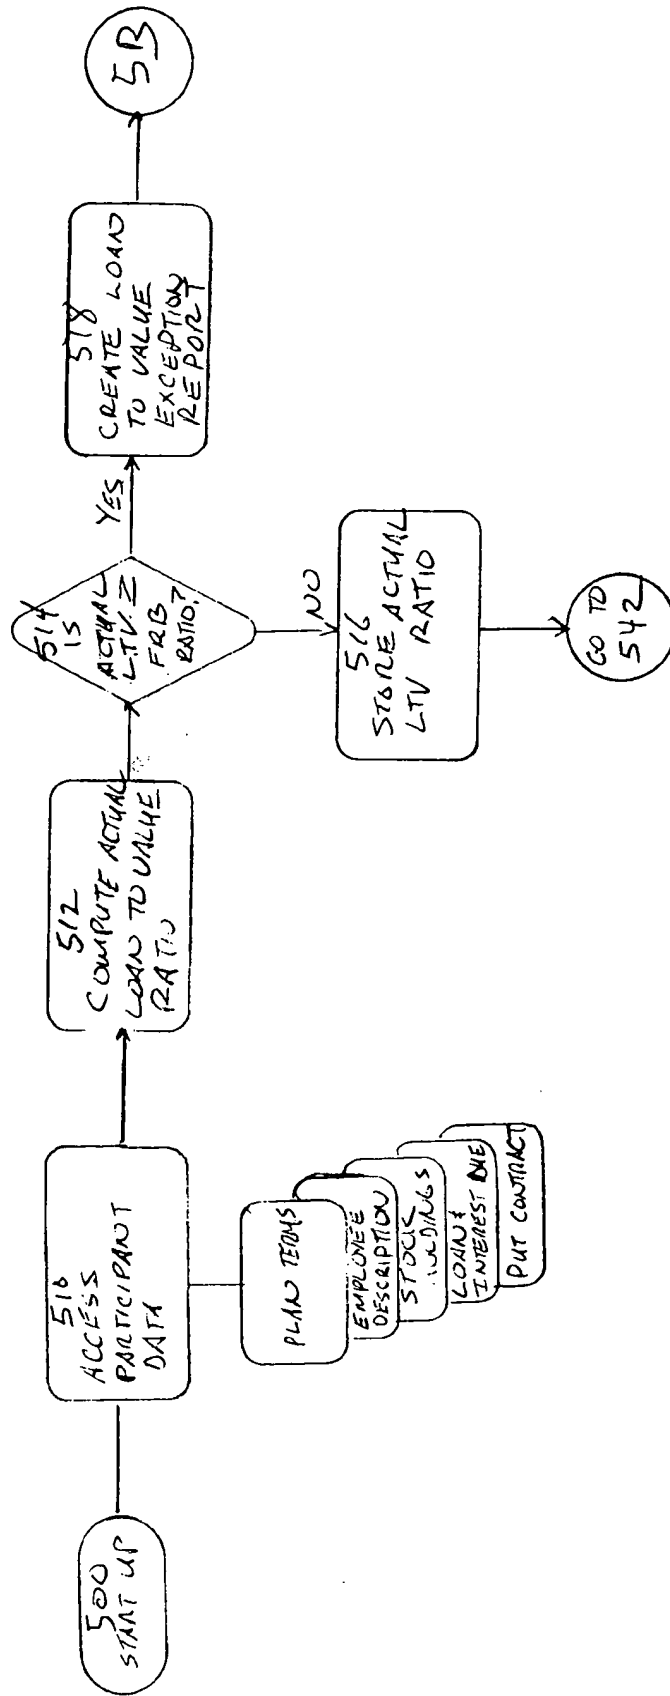 500
START UP
510
ACCESS
PARTICIPANT
DATA
PLAN TERMS
EMPLOYEE
DESCRIPTION
STOCK
LOAN &
INTEREST DUE
PUT CONTRACT
512
COMPUTE ACTUAL
LOAN TO VALUE
RATIO
514
IS
ACTUAL
LTV ≥
FRB
RATIO?
YES
NO
516
STORE ACTUAL
LTV RATIO
GO TO
542
518
CREATE LOAN
TO VALUE
EXCEPTION
REPORT
5B